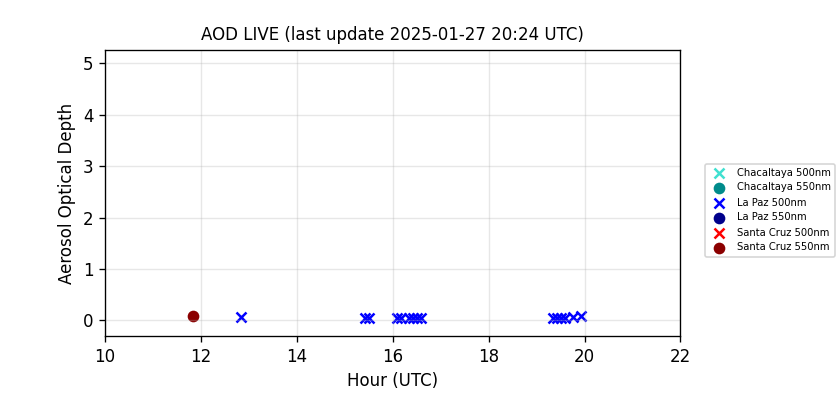 AOD LIVE (last update 2025-01-27 20:24 UTC)
Aerosol Optical Depth
5
4
3
2
1
0
10 12 14 16 18 20 22
Hour (UTC)
Chacaltaya 500nm
Chacaltaya 550nm
La Paz 500nm
La Paz 550nm
Santa Cruz 500nm
Santa Cruz 550nm